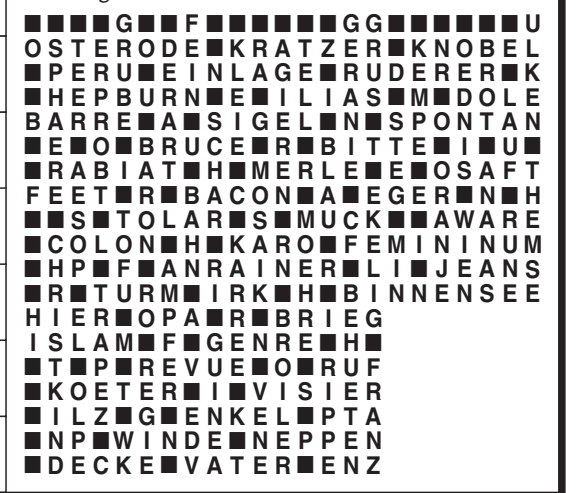 ■■■■G■■F■■■■■■GG■■■■■■U
OSTERODE■KRATZER■KNOBEL
■PERU■EINLAGE■RUDERER■K
■HEPBURN■E■ILIAS■M■DOLE
BARRE■A■SIGEL■N■SPONTAN
■E■O■BRUCE■R■BITTE■I■U■
■RABIAT■H■MERLE■E■OSAFT
FEET■R■BACON■A■EGER■N■H
■■S■TOLAR■S■MUCK■■AWARE
■COLON■H■KARO■FEMININUM
■HP■F■ANRAINER■LI■JEANS
■R■TURM■IRK■H■BINNENSEE
HIER■OPA■R■BRIEG
ISLAM■F■GENRE■H■
■T■P■REVUE■O■RUF
■KOETER■I■VISIER
■ILZ■G■ENKEL■PTA
■NP■WINDE■NEPPEN
■DECKE■VATER■ENZ